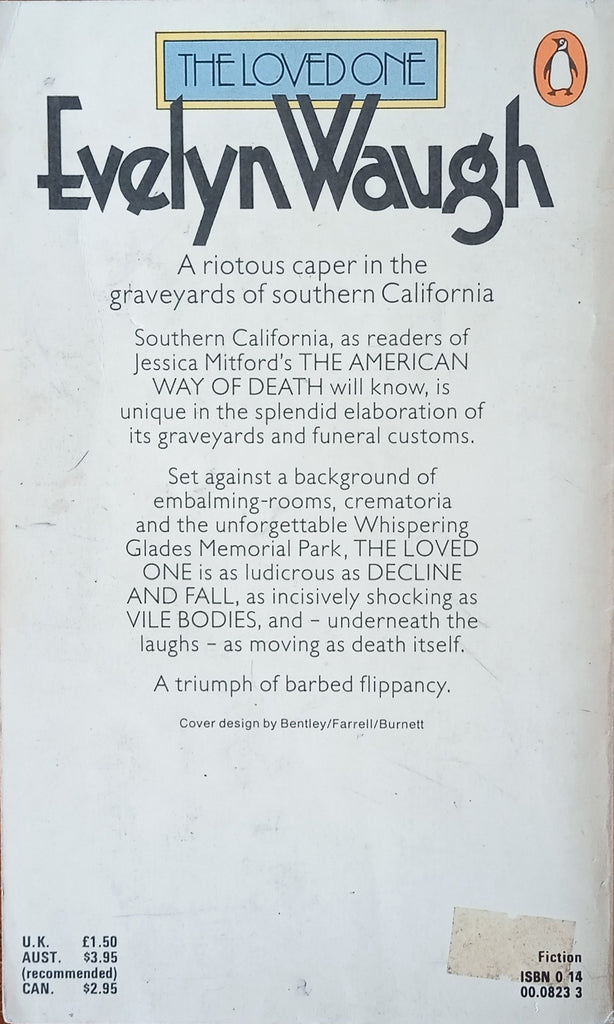 THE LOVED ONE
Evelyn Waugh
A riotous caper in the
graveyards of southern California
Southern California, as readers of
Jessica Mitford's THE AMERICAN
WAY OF DEATH will know, is
unique in the splendid elaboration of
its graveyards and funeral customs.
Set against a background of
embalming-rooms, crematoria
and the unforgettable Whispering
Glades Memorial Park, THE LOVED
ONE is as ludicrous as DECLINE
AND FALL, as incisively shocking as
VILE BODIES, and – underneath the
laughs – as moving as death itself.
A triumph of barbed flippancy.
Cover design by Bentley/Farrell/Burnett
U.K. £1.50
AUST. $3.95
(recommended)
CAN. $2.95
Fiction
ISBN 0 14
00.0823 3